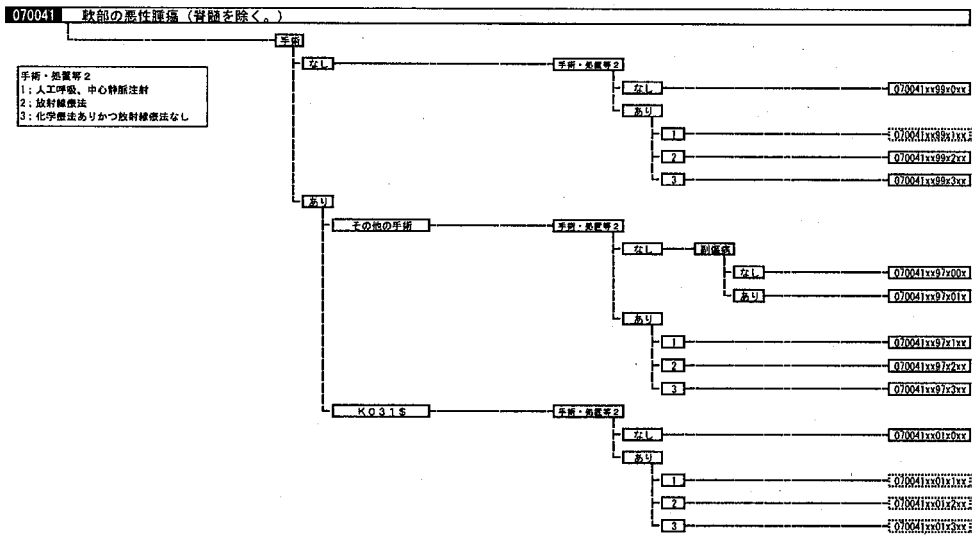 070041 軟部の悪性腫瘍（脊髄を除く。）
手術
なし 手術・処置等2
手術・処置等2
1；人工呼吸、中心静脈注射
2；放射線療法
3；化学療法ありかつ放射線療法なし
なし 070041xx99x0xx
あり
1 070041xx99x1xx
2 070041xx99x2xx
3 070041xx99x3xx
あり
その他の手術 手術・処置等2
なし 副傷病
なし 070041xx97x00x
あり 070041xx97x01x
あり
1 070041xx97x1xx
2 070041xx97x2xx
3 070041xx97x3xx
K031$ 手術・処置等2
なし 070041xx01x0xx
あり
1 070041xx01x1xx
2 070041xx01x2xx
3 070041xx01x3xx